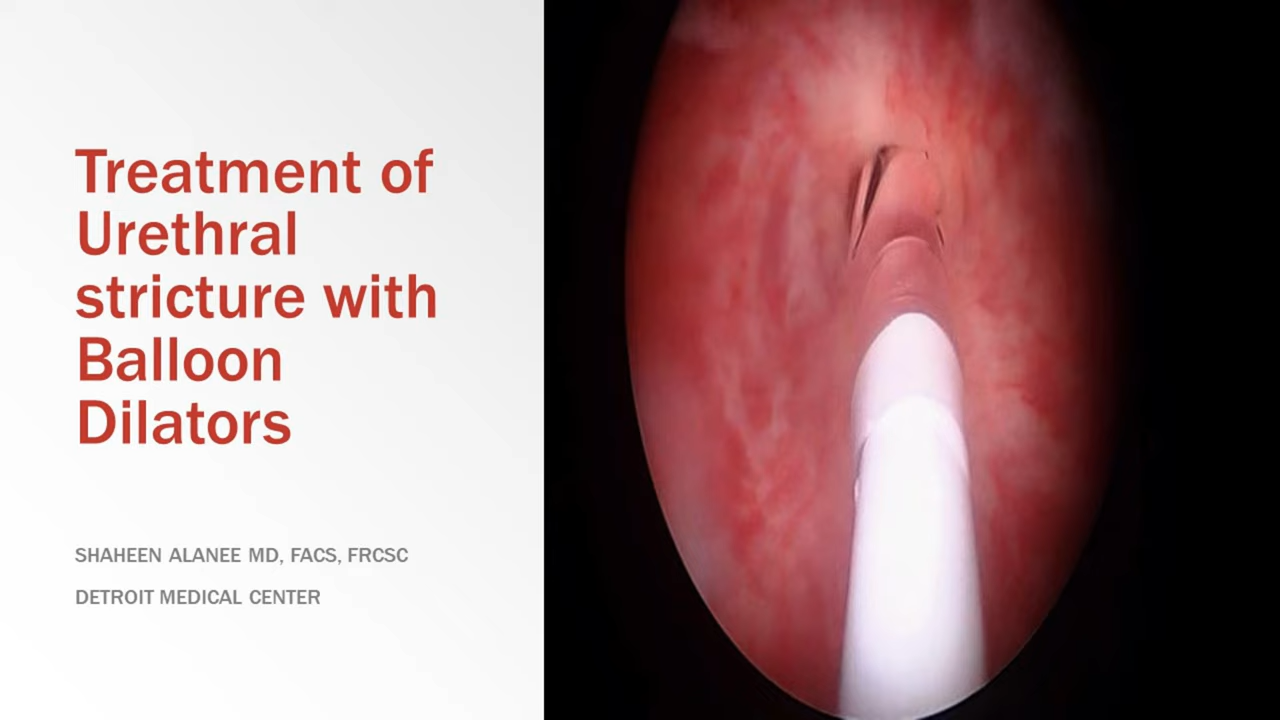 Treatment of
Urethral
stricture with
Balloon
Dilators
SHAHEEN ALANEE MD, FACS, FRCSC
DETROIT MEDICAL CENTER